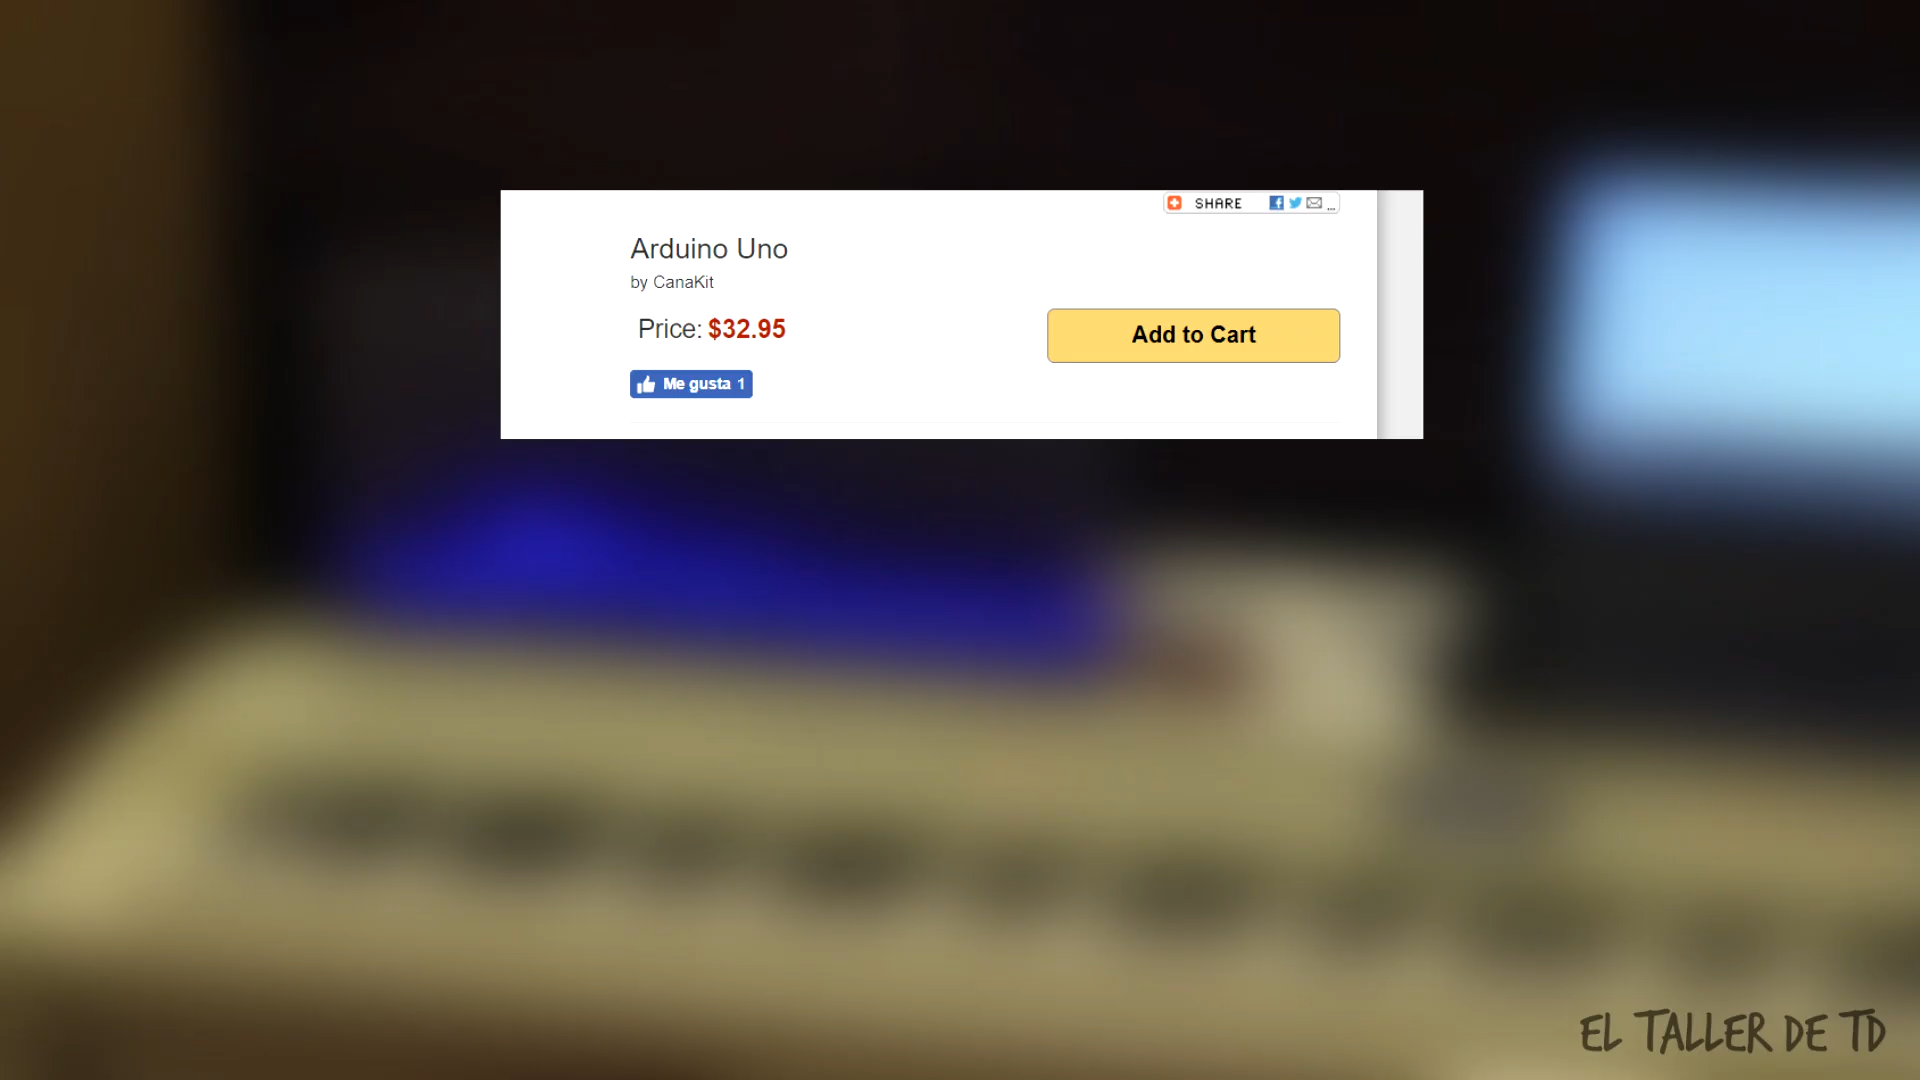 SHARE ...
Arduino Uno
by CanaKit
Price: $32.95
Add to Cart
Me gusta 1
EL TALLER DE TD